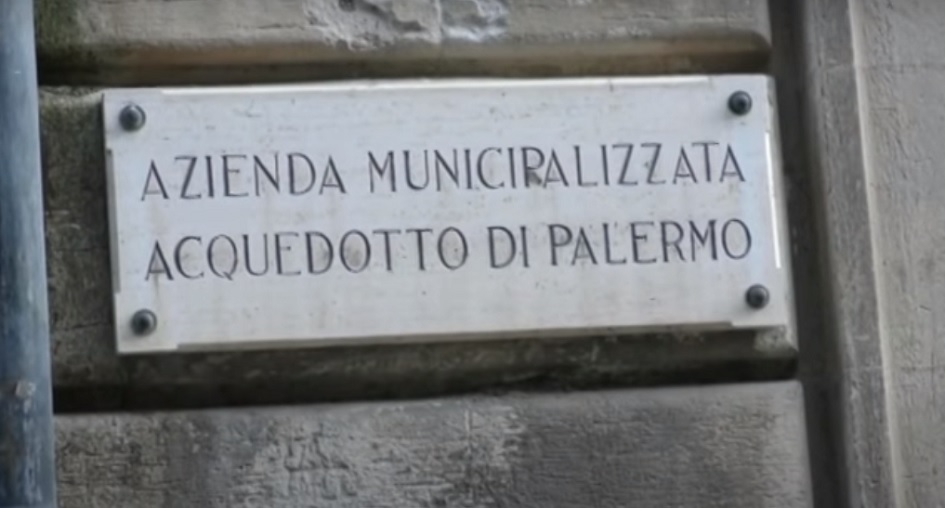 AZIENDA MUNICIPALIZZATA
ACQUEDOTTO DI PALERMO